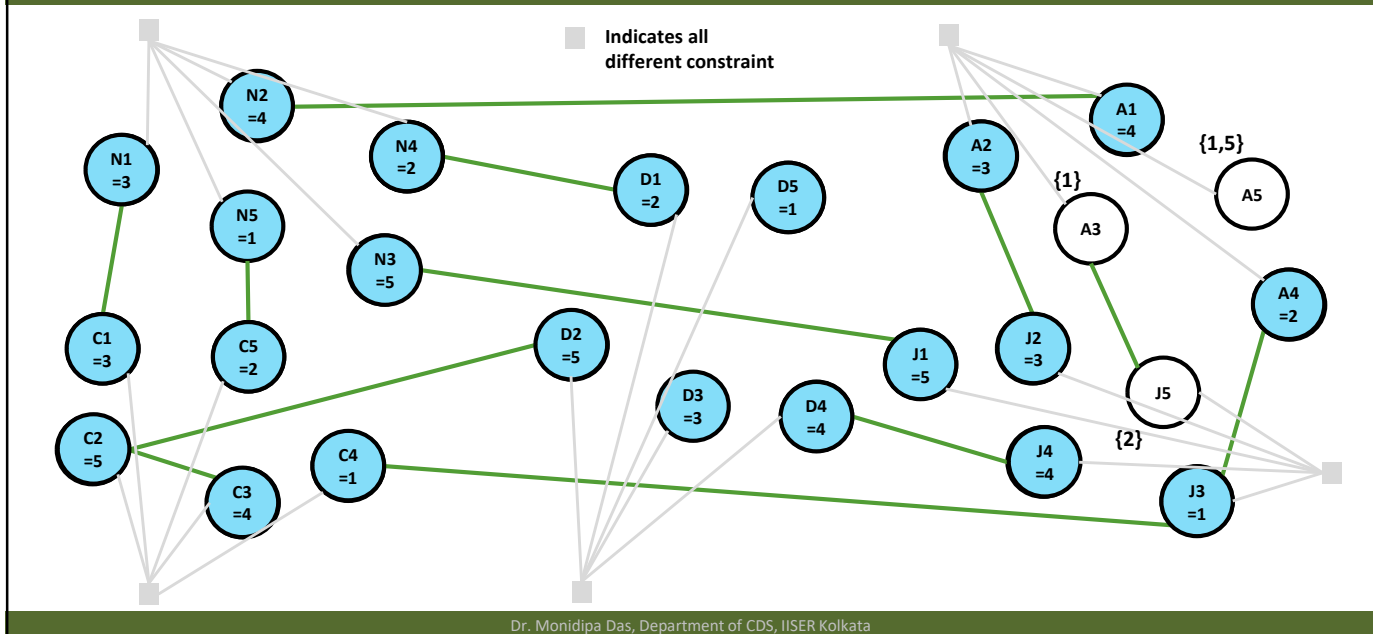 Indicates all
different constraint
N2
=4
A1
=4
N4
=2
A2
=3
{1,5}
N1
=3
D1
=2
D5
=1
{1}
A5
N5
=1
A3
N3
=5
A4
=2
C1
=3
C5
=2
D2
=5
J2
=3
J1
=5
J5
D3
=3
D4
=4
{2}
C2
=5
C4
=1
J4
=4
C3
=4
J3
=1
Dr. Monidipa Das, Department of CDS, IISER Kolkata